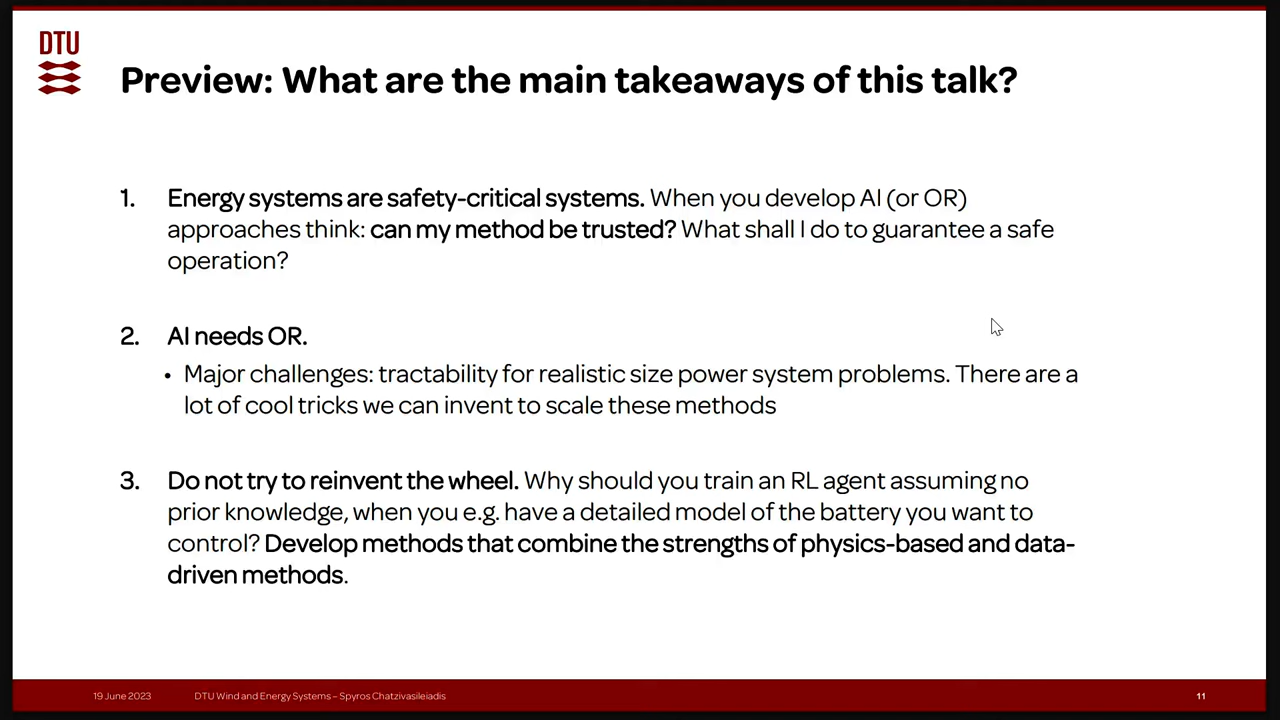 DTU
Preview: What are the main takeaways of this talk?
1. Energy systems are safety-critical systems. When you develop AI (or OR)
approaches think: can my method be trusted? What shall I do to guarantee a safe
operation?
2. AI needs OR.
• Major challenges: tractability for realistic size power system problems. There are a
lot of cool tricks we can invent to scale these methods
3. Do not try to reinvent the wheel. Why should you train an RL agent assuming no
prior knowledge, when you e.g. have a detailed model of the battery you want to
control? Develop methods that combine the strengths of physics-based and data-
driven methods.
19 June 2023 DTU Wind and Energy Systems – Spyros Chatzivasileiadis 11